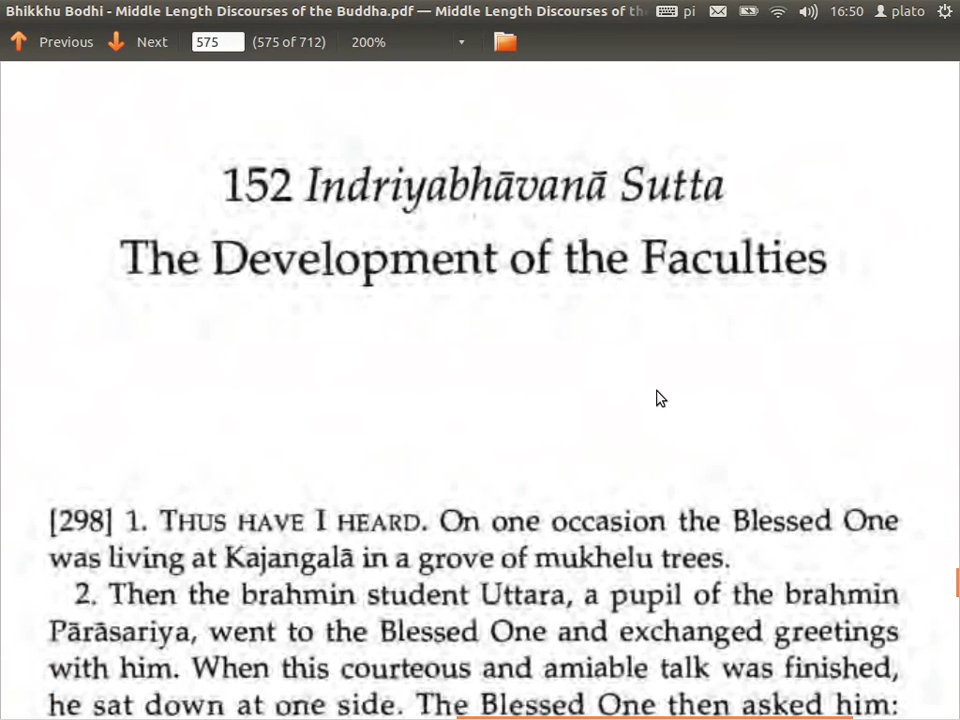 Bhikkhu Bodhi - Middle Length Discourses of the Buddha.pdf — Middle Length Discourses of th pi 16:50 plato
Previous Next 575 (575 of 712) 200%
152 Indriyabhāvanā Sutta
The Development of the Faculties
[298] 1. THUS HAVE I HEARD. On one occasion the Blessed One
was living at Kajangalā in a grove of mukhelu trees.
2. Then the brahmin student Uttara, a pupil of the brahmin
Pārāsariya, went to the Blessed One and exchanged greetings
with him. When this courteous and amiable talk was finished,
he sat down at one side. The Blessed One then asked him: